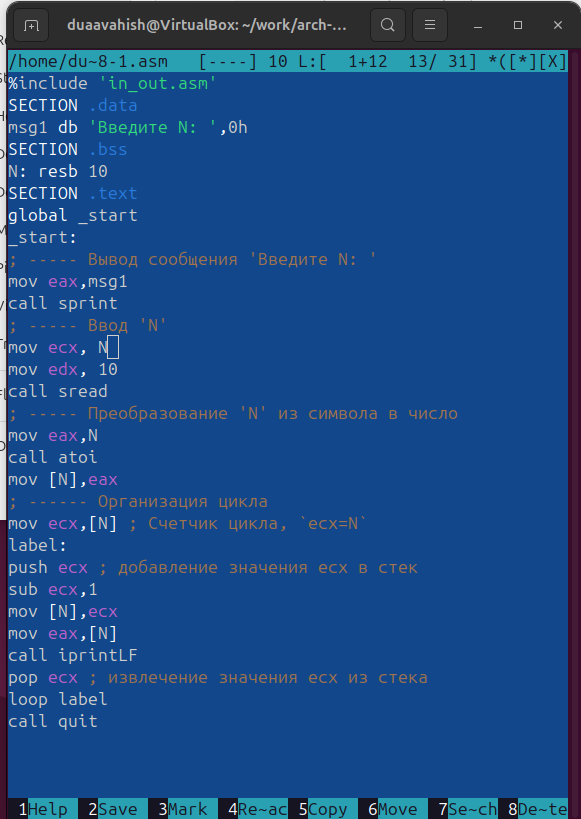 duaavahish@VirtualBox: ~/work/arch-...
/home/du~8-1.asm [----] 10 L:[ 1+12 13/ 31] *([*][X]
%include 'in_out.asm'
SECTION .data
msg1 db 'Введите N: ',0h
SECTION .bss
N: resb 10
SECTION .text
global _start
_start:
; ----- Вывод сообщения 'Введите N: '
mov eax,msg1
call sprint
; ----- Ввод 'N'
mov ecx, N
mov edx, 10
call sread
; ----- Преобразование 'N' из символа в число
mov eax,N
call atoi
mov [N],eax
; ------ Организация цикла
mov ecx,[N] ; Счетчик цикла, `ecx=N`
label:
push ecx ; добавление значения ecx в стек
sub ecx,1
mov [N],ecx
mov eax,[N]
call iprintLF
pop ecx ; извлечение значения ecx из стека
loop label
call quit
1Help 2Save 3Mark 4Re~ac 5Copy 6Move 7Se~ch 8De~te